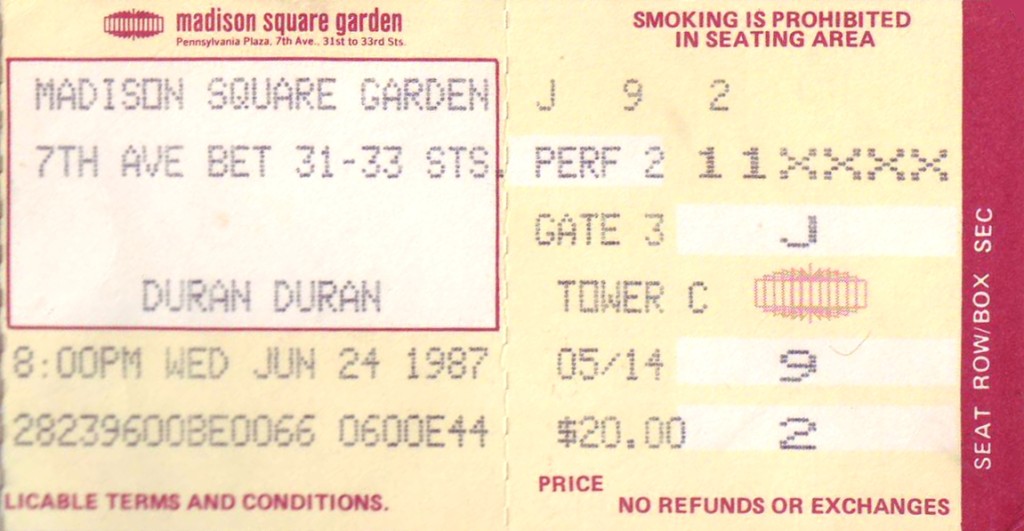 madison square garden
Pennsylvania Plaza, 7th Ave., 31st to 33rd Sts.
MADISON SQUARE GARDEN
7TH AVE BET 31-33 STS.
DURAN DURAN
8:00PM WED JUN 24 1987
28239600BE0066 0600E44
LICABLE TERMS AND CONDITIONS.
SMOKING IS PROHIBITED
IN SEATING AREA
J 9 2
PERF 2 11XXXX
GATE 3 J
TOWER C
05/14 9
$20.00 2
PRICE
NO REFUNDS OR EXCHANGES
SEAT ROW/BOX SEC